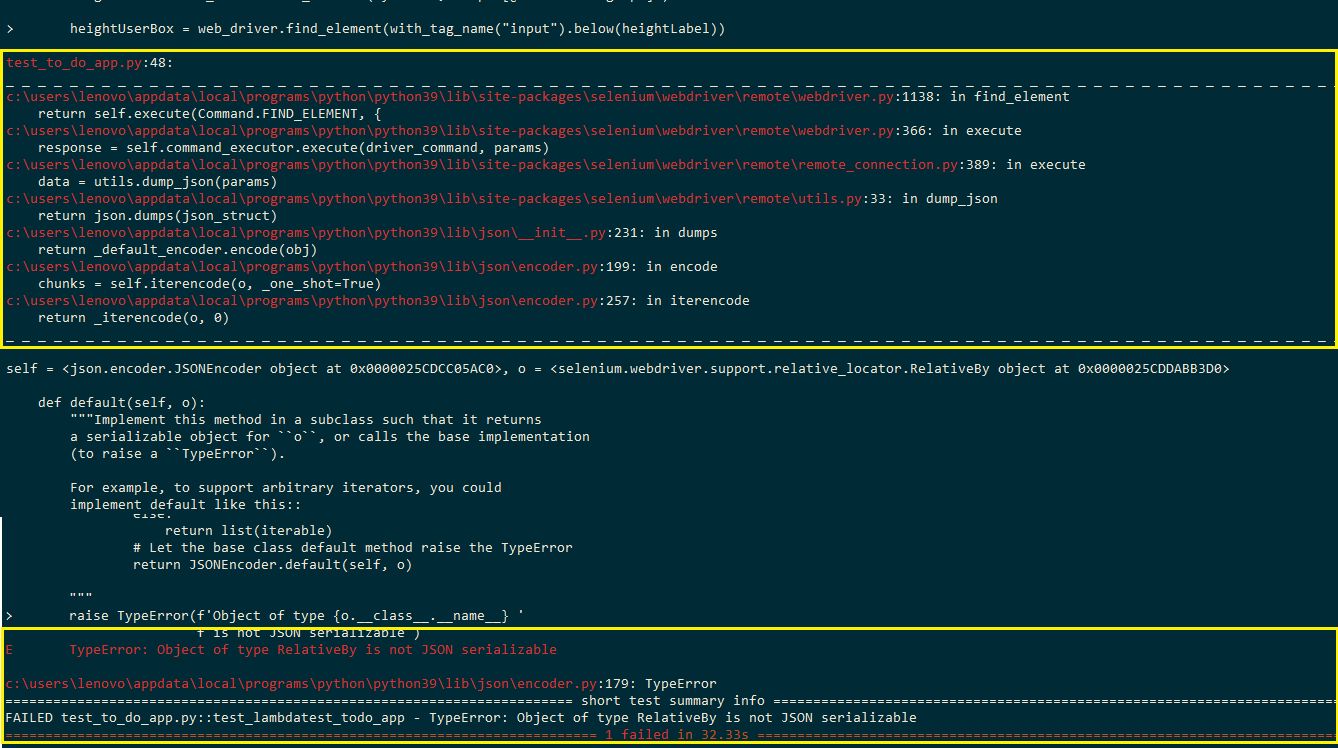 >       heightUserBox = web_driver.find_element(with_tag_name("input").below(heightLabel))
test_to_do_app.py:48:
_ _ _ _ _ _ _ _ _ _ _ _ _ _ _ _ _ _ _ _ _ _ _ _ _ _ _ _ _ _ _ _ _ _ _ _ _ _ _ _ _ _ _ _ _ _ _ _ _ _ _ _ _ _ _ _ _ _ _ _ _ _ _ _ _ _ _ _ _ _ _ _ _ _ _ _ _ _ _ _ _ _ _ _
c:\users\lenovo\appdata\local\programs\python\python39\lib\site-packages\selenium\webdriver\remote\webdriver.py:1138: in find_element
    return self.execute(Command.FIND_ELEMENT, {
c:\users\lenovo\appdata\local\programs\python\python39\lib\site-packages\selenium\webdriver\remote\webdriver.py:366: in execute
    response = self.command_executor.execute(driver_command, params)
c:\users\lenovo\appdata\local\programs\python\python39\lib\site-packages\selenium\webdriver\remote\remote_connection.py:389: in execute
    data = utils.dump_json(params)
c:\users\lenovo\appdata\local\programs\python\python39\lib\site-packages\selenium\webdriver\remote\utils.py:33: in dump_json
    return json.dumps(json_struct)
c:\users\lenovo\appdata\local\programs\python\python39\lib\json\__init__.py:231: in dumps
    return _default_encoder.encode(obj)
c:\users\lenovo\appdata\local\programs\python\python39\lib\json\encoder.py:199: in encode
    chunks = self.iterencode(o, _one_shot=True)
c:\users\lenovo\appdata\local\programs\python\python39\lib\json\encoder.py:257: in iterencode
    return _iterencode(o, 0)
_ _ _ _ _ _ _ _ _ _ _ _ _ _ _ _ _ _ _ _ _ _ _ _ _ _ _ _ _ _ _ _ _ _ _ _ _ _ _ _ _ _ _ _ _ _ _ _ _ _ _ _ _ _ _ _ _ _ _ _ _ _ _ _ _ _ _ _ _ _ _ _ _ _ _ _ _ _ _ _ _ _ _ _
self = <json.encoder.JSONEncoder object at 0x0000025CDCC05AC0>, o = <selenium.webdriver.support.relative_locator.RelativeBy object at 0x0000025CDDABB3D0>
    def default(self, o):
        """Implement this method in a subclass such that it returns
        a serializable object for ``o``, or calls the base implementation
        (to raise a ``TypeError``).
        For example, to support arbitrary iterators, you could
        implement default like this::
                else:
                    return list(iterable)
                # Let the base class default method raise the TypeError
                return JSONEncoder.default(self, o)
        """
>       raise TypeError(f'Object of type {o.__class__.__name__} '
                        f'is not JSON serializable')
E       TypeError: Object of type RelativeBy is not JSON serializable
c:\users\lenovo\appdata\local\programs\python\python39\lib\json\encoder.py:179: TypeError
======================================================================= short test summary info =======================================================================
FAILED test_to_do_app.py::test_lambdatest_todo_app - TypeError: Object of type RelativeBy is not JSON serializable
========================================================================== 1 failed in 32.33s =========================================================================